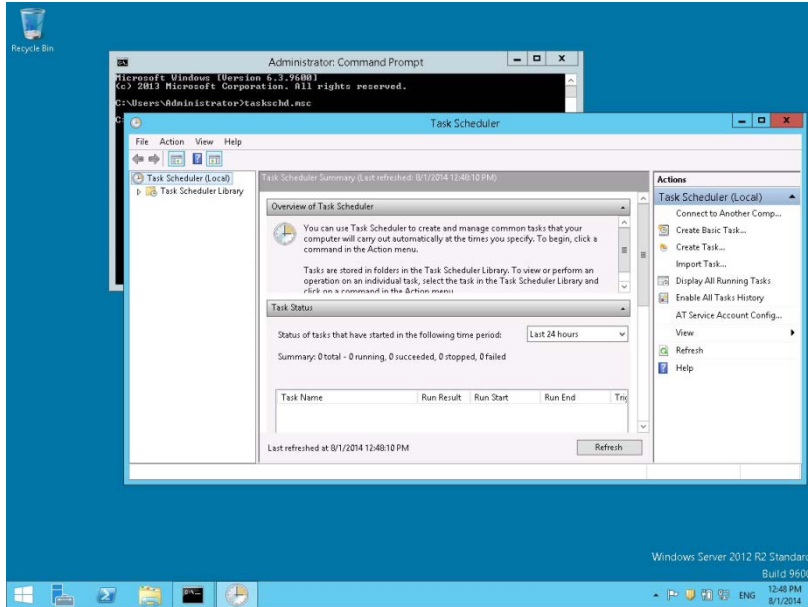 Recycle Bin
Administrator: Command Prompt
Microsoft Windows [Version 6.3.9600]
(c) 2013 Microsoft Corporation. All rights reserved.
C:\Users\Administrator>taskschd.msc
Task Scheduler
File Action View Help
Task Scheduler (Local)
Task Scheduler Library
Task Scheduler Summary (Last refreshed: 8/1/2014 12:48:10 PM)
Overview of Task Scheduler
You can use Task Scheduler to create and manage common tasks that your
computer will carry out automatically at the times you specify. To begin, click a
command in the Action menu.
Tasks are stored in folders in the Task Scheduler Library. To view or perform an
operation on an individual task, select the task in the Task Scheduler Library and
click on a command in the Action menu.
Task Status
Status of tasks that have started in the following time period:
Last 24 hours
Summary: 0 total - 0 running, 0 succeeded, 0 stopped, 0 failed
Task Name Run Result Run Start Run End Trig
Last refreshed at 8/1/2014 12:48:10 PM
Refresh
Actions
Task Scheduler (Local)
Connect to Another Comp...
Create Basic Task...
Create Task...
Import Task...
Display All Running Tasks
Enable All Tasks History
AT Service Account Config...
View
Refresh
Help
Windows Server 2012 R2 Standard
Build 9600
ENG
12:48 PM
8/1/2014